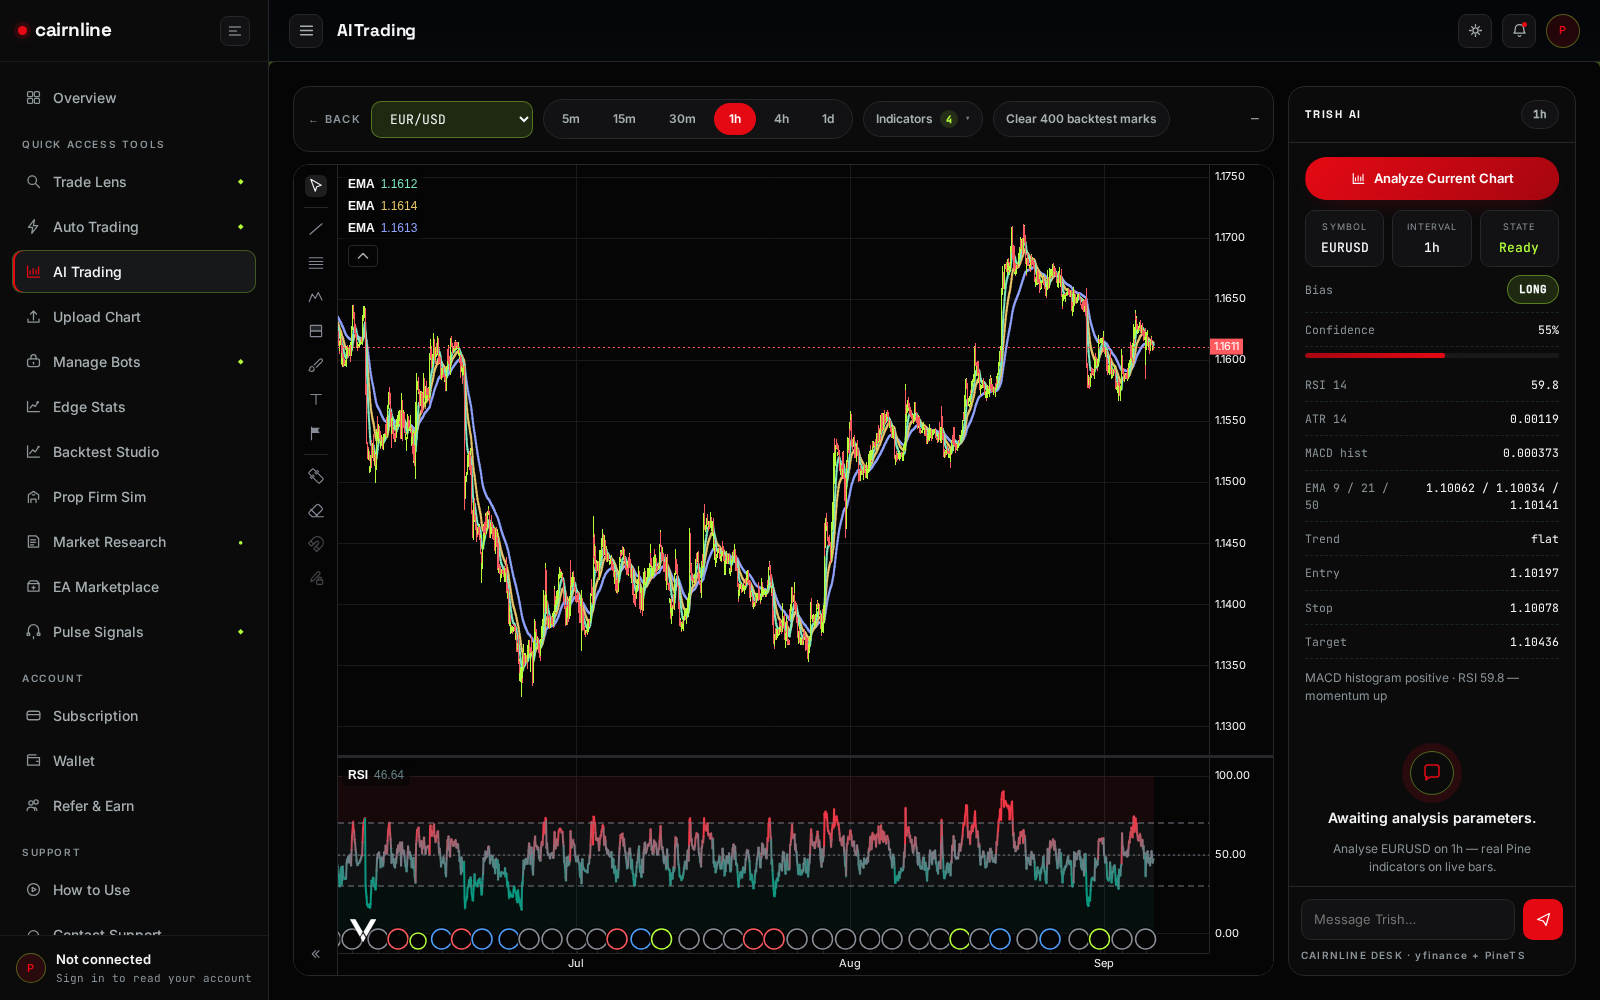 cairnline
AI Trading
P
Overview
QUICK ACCESS TOOLS
Trade Lens
Auto Trading
AI Trading
Upload Chart
Manage Bots
Edge Stats
Backtest Studio
Prop Firm Sim
Market Research
EA Marketplace
Pulse Signals
ACCOUNT
Subscription
Wallet
Refer & Earn
SUPPORT
How to Use
Contact Support
P
Not connected
Sign in to read your account
← BACK
EUR/USD
5m 15m 30m 1h 4h 1d
Indicators 4
Clear 400 backtest marks
EMA 1.1612
EMA 1.1614
EMA 1.1613
1.1750
1.1700
1.1650
1.1611
1.1600
1.1550
1.1500
1.1450
1.1400
1.1350
1.1300
RSI 46.64
100.00
50.00
0.00
Jul Aug Sep
TRISH AI 1h
Analyze Current Chart
SYMBOL INTERVAL STATE
EURUSD 1h Ready
Bias LONG
Confidence 55%
RSI 14 59.8
ATR 14 0.00119
MACD hist 0.000373
EMA 9 / 21 / 1.10062 / 1.10034 /
50 1.10141
Trend flat
Entry 1.10197
Stop 1.10078
Target 1.10436
MACD histogram positive · RSI 59.8 —
momentum up
Awaiting analysis parameters.
Analyse EURUSD on 1h — real Pine
indicators on live bars.
Message Trish...
CAIRNLINE DESK · yfinance + PineTS